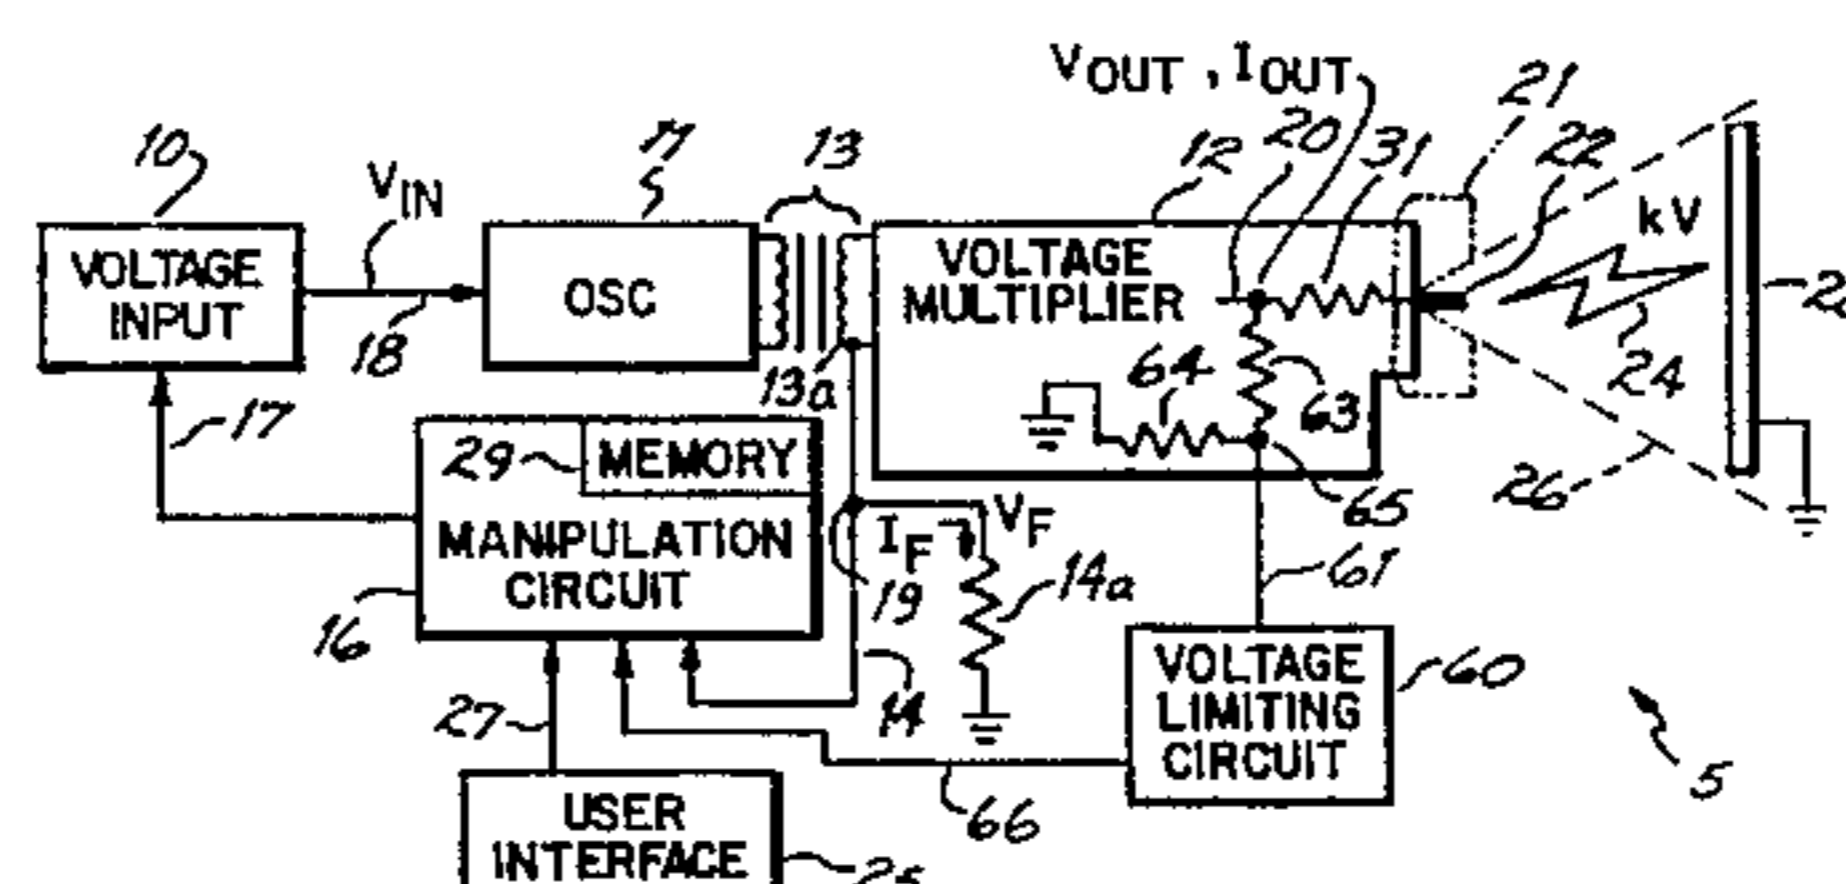 VOUT , IOUT
21
10
VIN
11
13
12
20
31
22
kV
VOLTAGE
INPUT
OSC
VOLTAGE
MULTIPLIER
18
13a
64
63
24
17
29
MEMORY
65
26
MANIPULATION
CIRCUIT
IF
VF
19
14a
61
16
14
VOLTAGE
LIMITING
CIRCUIT
60
27
66
5
USER
INTERFACE